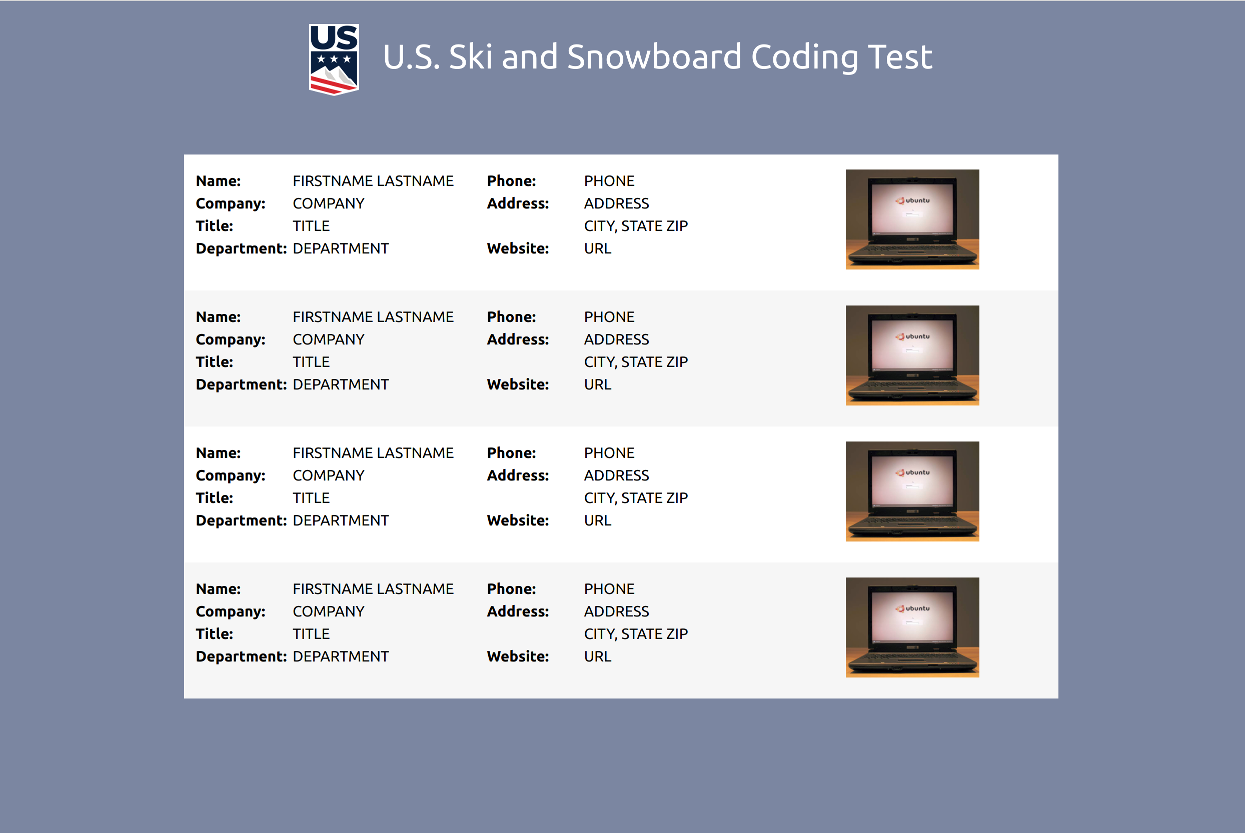 US
U.S. Ski and Snowboard Coding Test
Name: FIRSTNAME LASTNAME Phone: PHONE
Company: COMPANY Address: ADDRESS
Title: TITLE CITY, STATE ZIP
Department: DEPARTMENT Website: URL
ubuntu
Name: FIRSTNAME LASTNAME Phone: PHONE
Company: COMPANY Address: ADDRESS
Title: TITLE CITY, STATE ZIP
Department: DEPARTMENT Website: URL
ubuntu
Name: FIRSTNAME LASTNAME Phone: PHONE
Company: COMPANY Address: ADDRESS
Title: TITLE CITY, STATE ZIP
Department: DEPARTMENT Website: URL
ubuntu
Name: FIRSTNAME LASTNAME Phone: PHONE
Company: COMPANY Address: ADDRESS
Title: TITLE CITY, STATE ZIP
Department: DEPARTMENT Website: URL
ubuntu